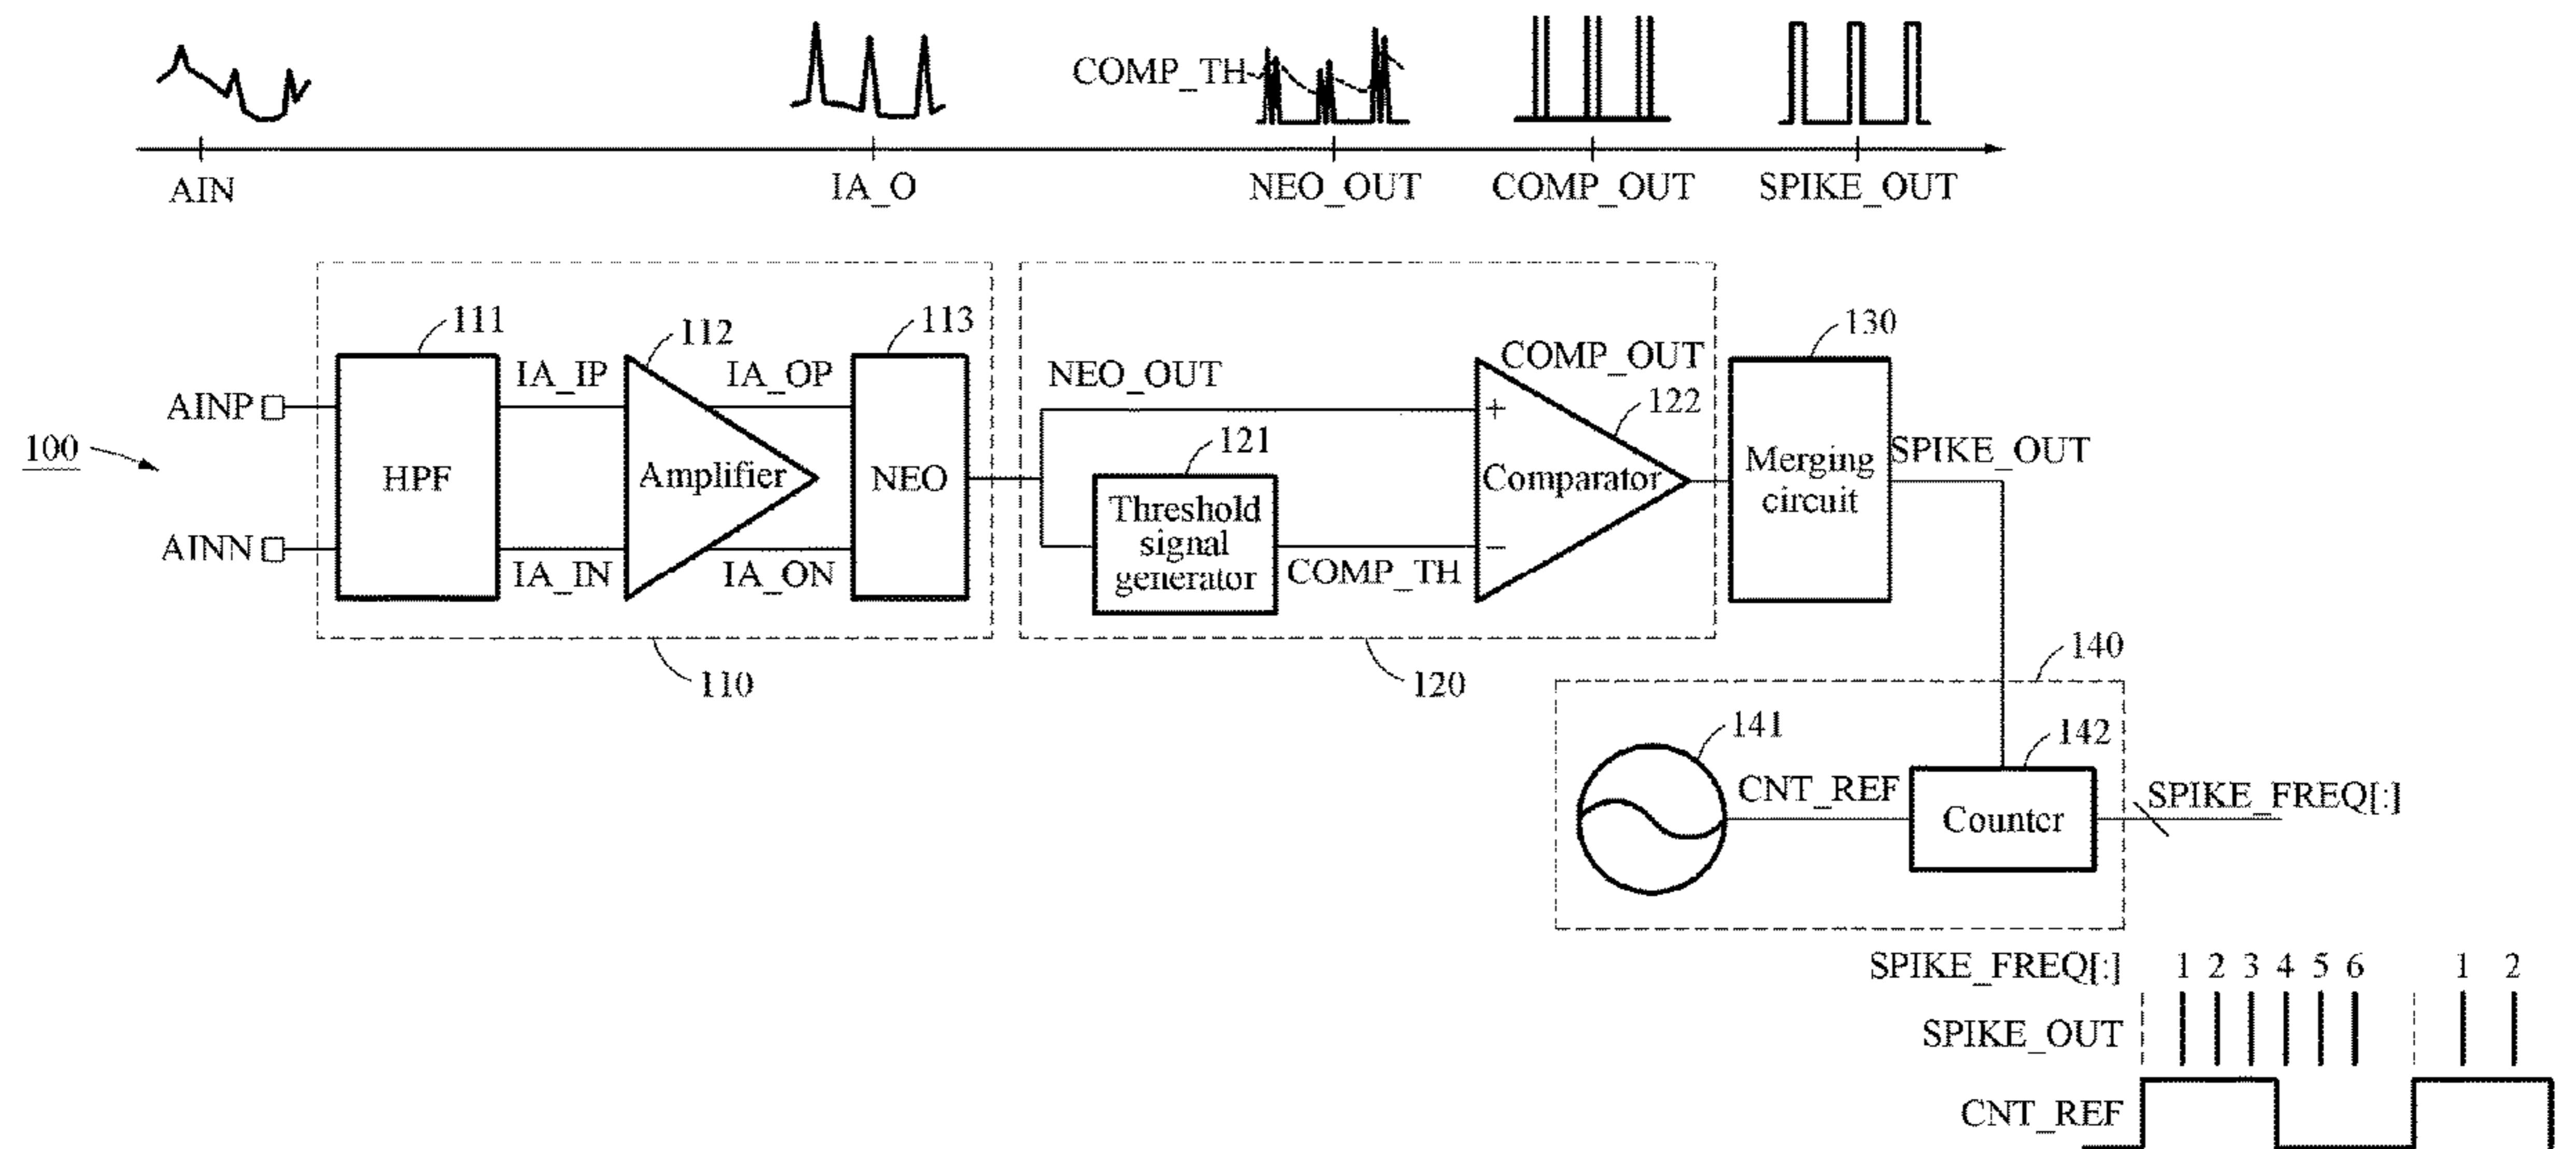 COMP_TH
AIN
IA_O
NEO_OUT
COMP_OUT
SPIKE_OUT
100
AINP
AINN
111
HPF
IA_IP
IA_IN
112
Amplifier
IA_OP
IA_ON
113
NEO
110
NEO_OUT
121
Threshold
signal
generator
COMP_TH
COMP_OUT
122
+
Comparator
−
120
130
Merging
circuit
SPIKE_OUT
140
141
CNT_REF
142
Counter
SPIKE_FREQ[:]
SPIKE_FREQ[:] 1 2 3 4 5 6 1 2
SPIKE_OUT
CNT_REF